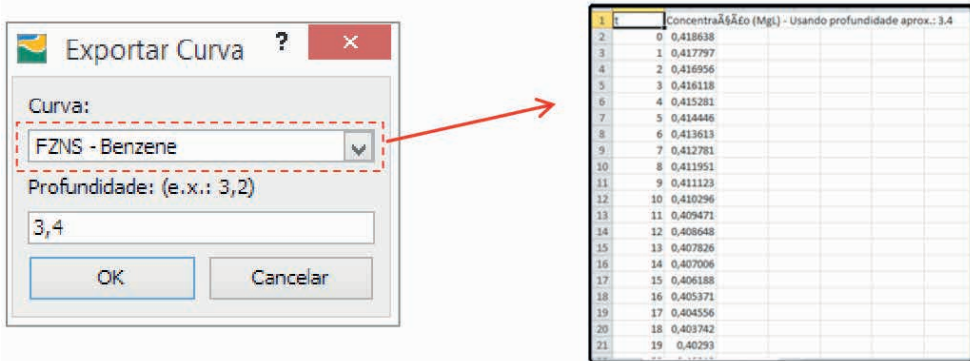 Exportar Curva ? ×
Curva:
FZNS - Benzene
Profundidade: (e.x.: 3,2)
3,4
OK Cancelar
1 t ConcentraÃ§Ã£o (MgL) - Usando profundidade aprox.: 3.4
2 0 0,418638
3 1 0,417797
4 2 0,416956
5 3 0,416118
6 4 0,415281
7 5 0,414446
8 6 0,413613
9 7 0,412781
10 8 0,411951
11 9 0,411123
12 10 0,410296
13 11 0,409471
14 12 0,408648
15 13 0,407826
16 14 0,407006
17 15 0,406188
18 16 0,405371
19 17 0,404556
20 18 0,403742
21 19 0,40293